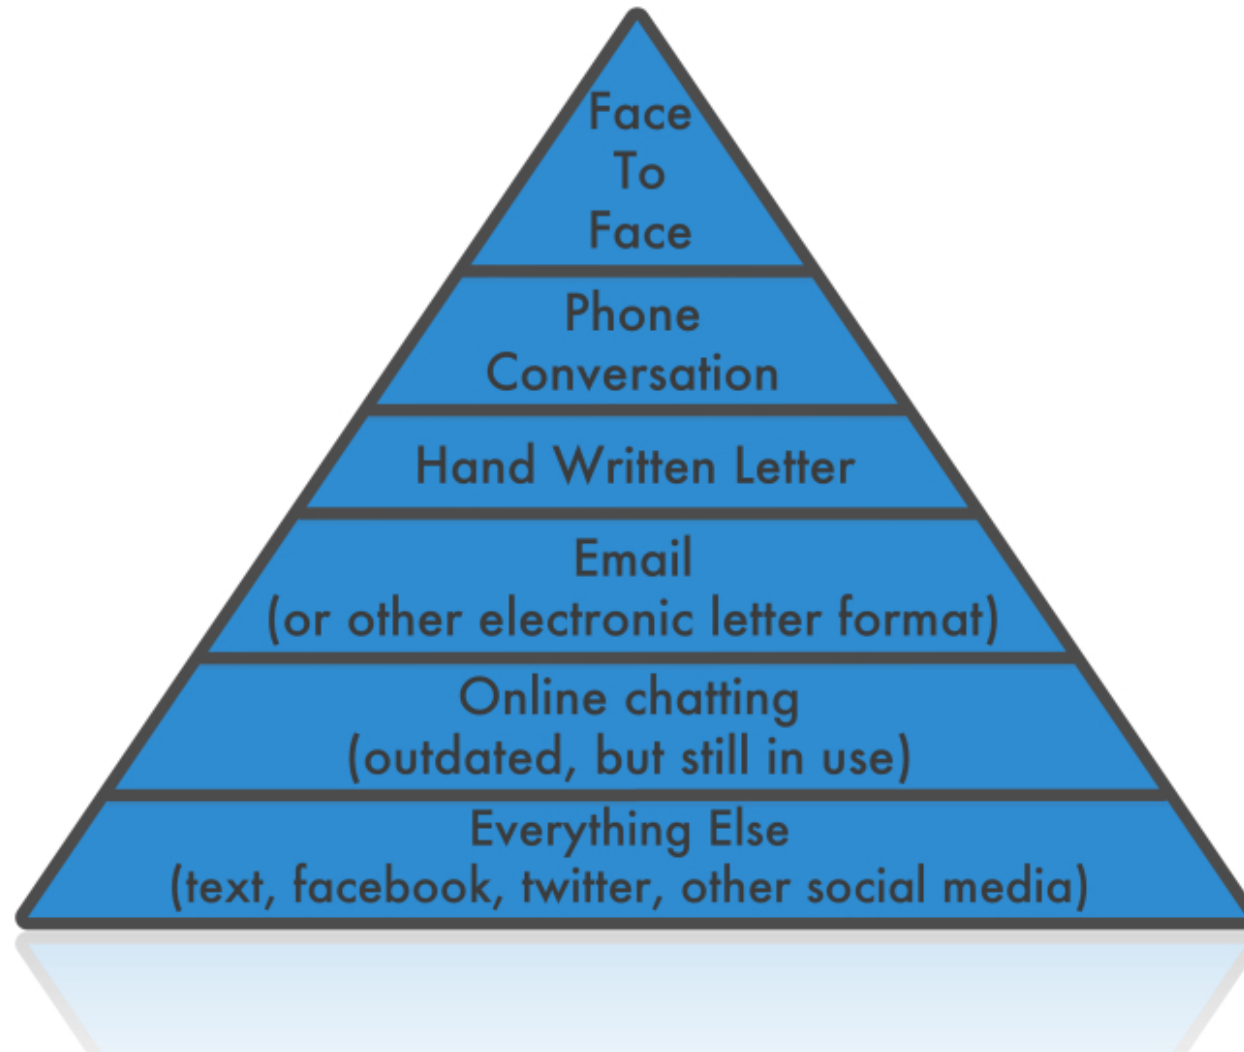 Face
To
Face
Phone
Conversation
Hand Written Letter
Email
(or other electronic letter format)
Online chatting
(outdated, but still in use)
Everything Else
(text, facebook, twitter, other social media)